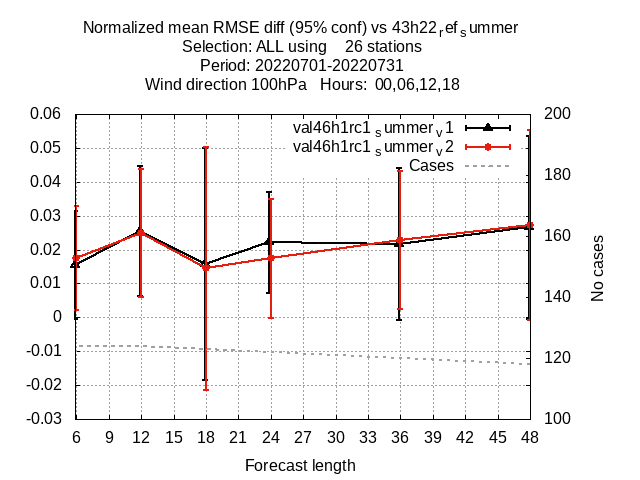 Normalized mean RMSE diff (95% conf) vs 43h22refsummer
Selection: ALL using 26 stations
Period: 20220701-20220731
Wind direction 100hPa Hours: 00,06,12,18
0.06 200
val46h1rc1summerv1
val46h1rc1summerv2
Cases
0.05
0.04 180
0.03
0.02 160
0.01 140
0
-0.01 120
-0.02
-0.03 100
No cases
6 9 12 15 18 21 24 27 30 33 36 39 42 45 48
Forecast length